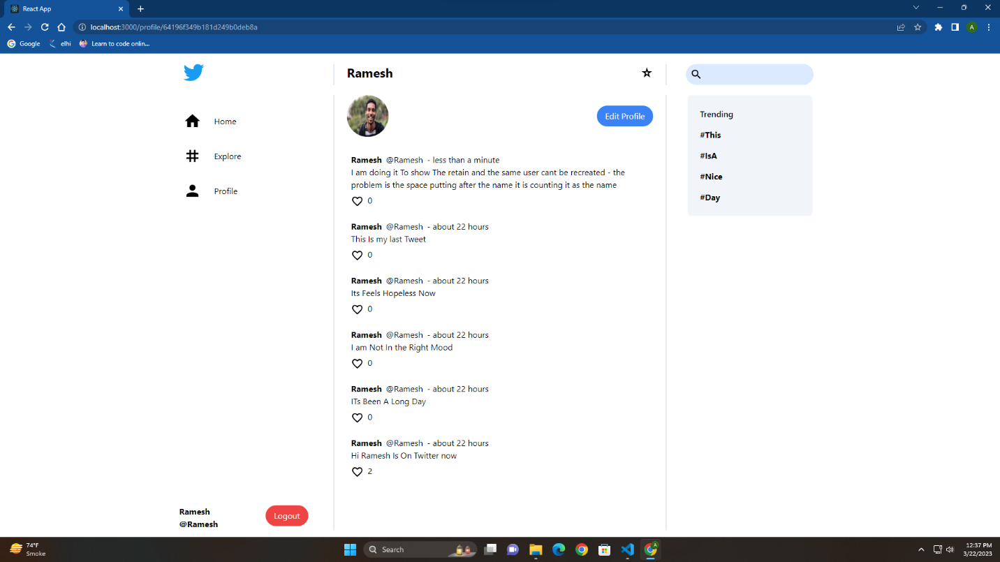 React App
localhost:3000/profile/64196f349b181d249b0deb8a
A
Google
elhi
Learn to code onlin...
Ramesh
Home
Explore
Profile
Edit Profile
Ramesh @Ramesh - less than a minute
I am doing it To show The retain and the same user cant be recreated - the
problem is the space putting after the name it is counting it as the name
0
Ramesh @Ramesh - about 22 hours
This Is my last Tweet
0
Ramesh @Ramesh - about 22 hours
Its Feels Hopeless Now
0
Ramesh @Ramesh - about 22 hours
I am Not In the Right Mood
0
Ramesh @Ramesh - about 22 hours
ITs Been A Long Day
0
Ramesh @Ramesh - about 22 hours
Hi Ramesh Is On Twitter now
2
Trending
#This
#IsA
#Nice
#Day
Ramesh
@Ramesh
Logout
74°F
Smoke
Search
A
12:37 PM
3/22/2023